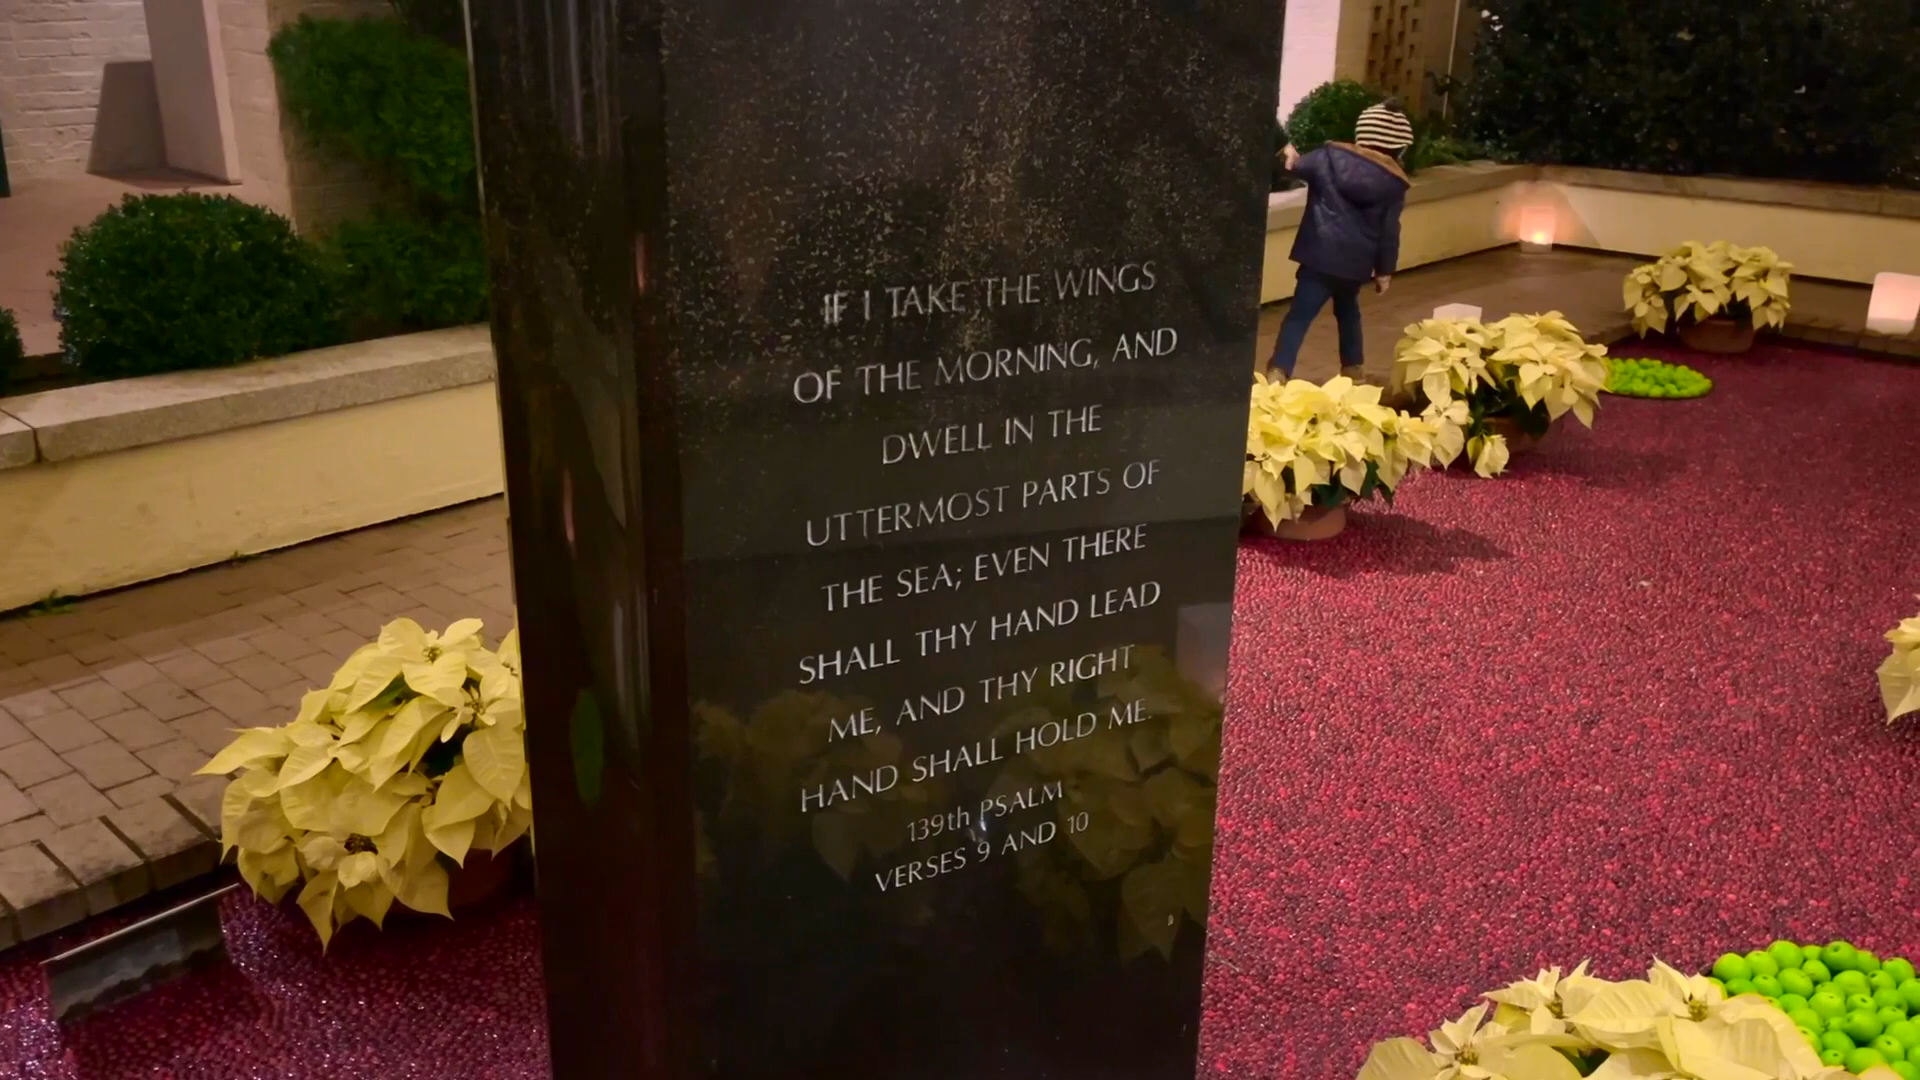 IF I TAKE THE WINGS
OF THE MORNING, AND
DWELL IN THE
UTTERMOST PARTS OF
THE SEA; EVEN THERE
SHALL THY HAND LEAD
ME, AND THY RIGHT
HAND SHALL HOLD ME.
139th PSALM
VERSES 9 AND 10